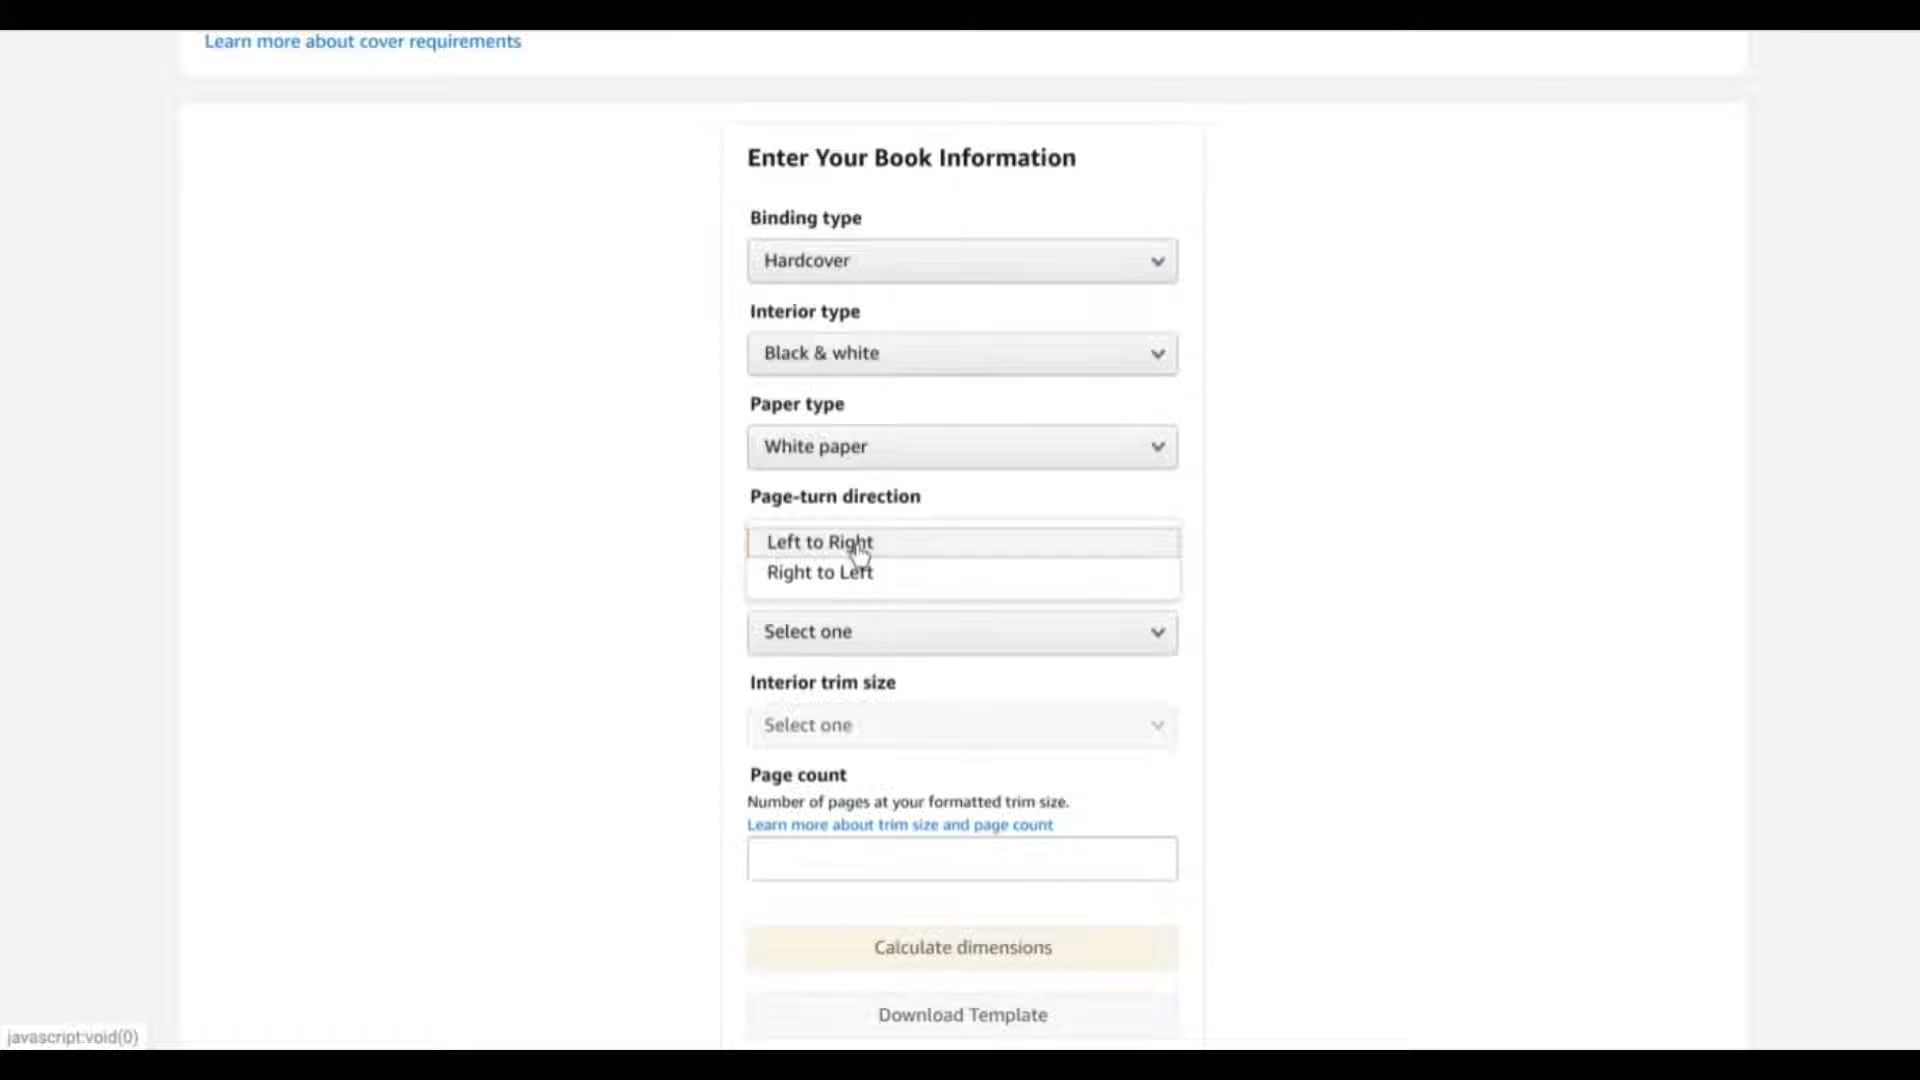 Learn more about cover requirements
Enter Your Book Information
Binding type
Hardcover
Interior type
Black & white
Paper type
White paper
Page-turn direction
Left to Right
Right to Left
Select one
Interior trim size
Select one
Page count
Number of pages at your formatted trim size.
Learn more about trim size and page count
Calculate dimensions
Download Template
javascript:void(0)